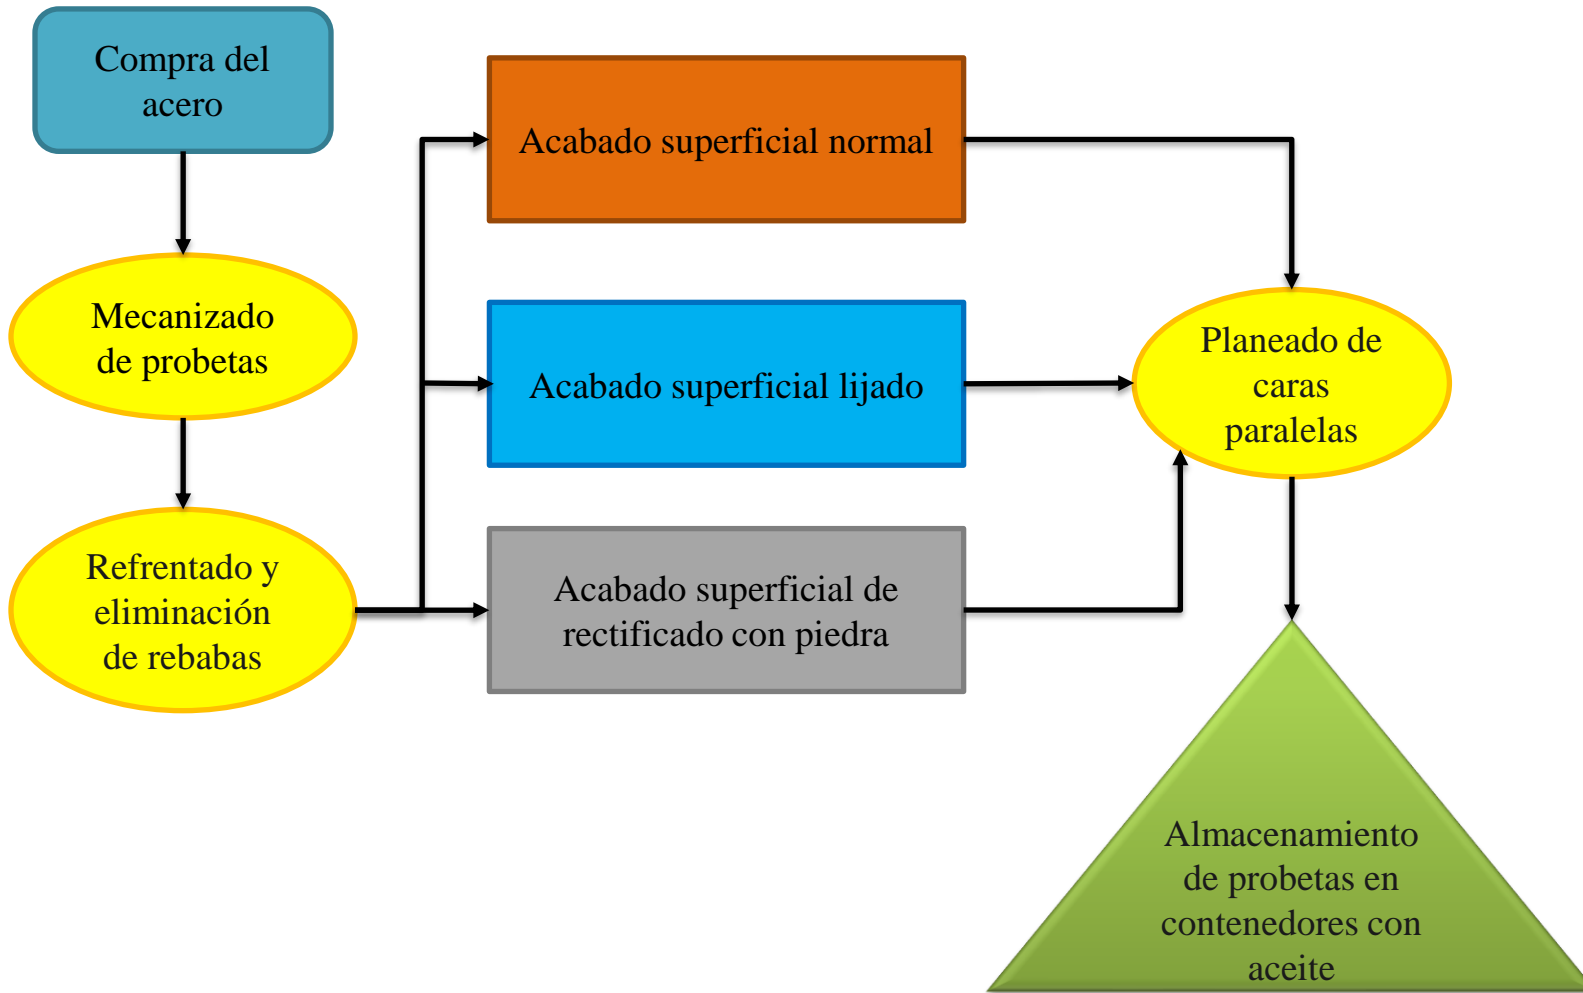 Compra del
acero
Mecanizado
de probetas
Refrentado y
eliminación
de rebabas
Acabado superficial normal
Acabado superficial lijado
Acabado superficial de
rectificado con piedra
Planeado de
caras
paralelas
Almacenamiento
de probetas en
contenedores con
aceite